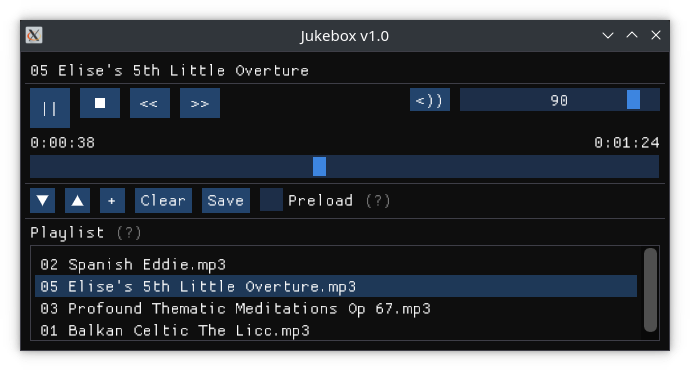 Jukebox v1.0
05 Elise's 5th Little Overture
|| << >> <)) 90
0:00:38 0:01:24
+ Clear Save Preload (?)
Playlist (?)
02 Spanish Eddie.mp3
05 Elise's 5th Little Overture.mp3
03 Profound Thematic Meditations Op 67.mp3
01 Balkan Celtic The Licc.mp3